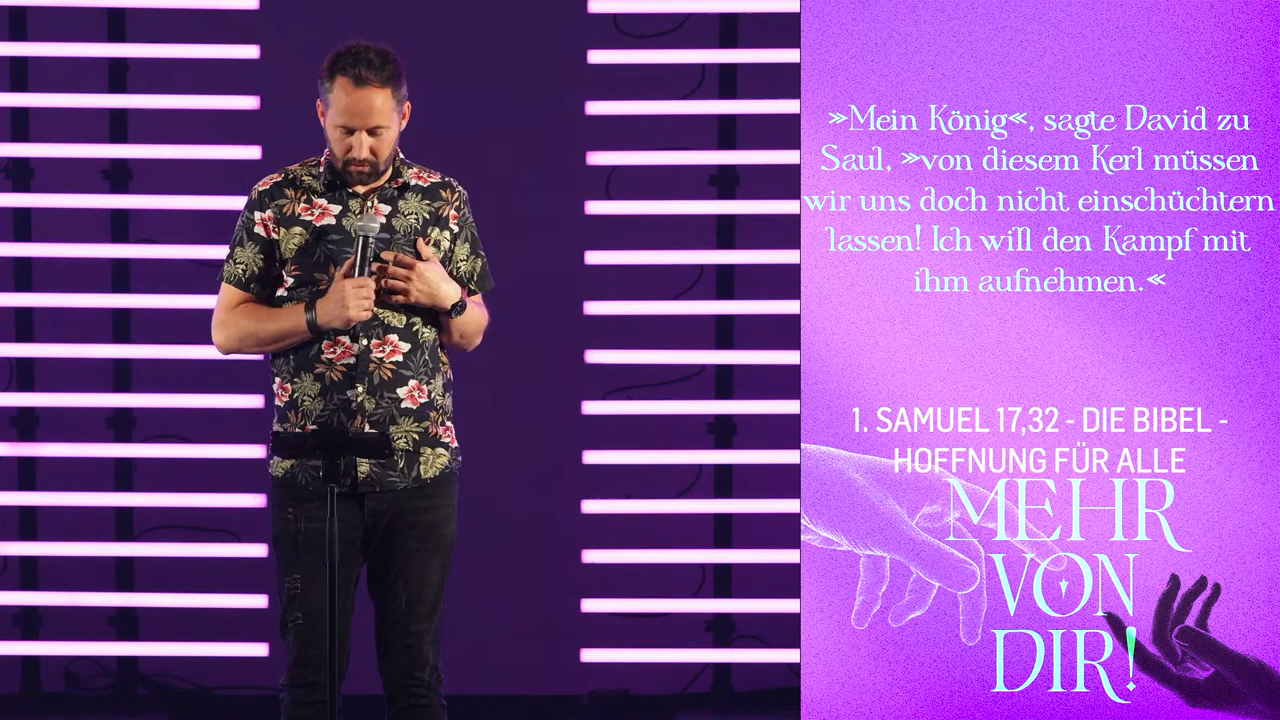 »Mein König«, sagte David zu
Saul, »von diesem Kerl müssen
wir uns doch nicht einschüchtern
lassen! Ich will den Kampf mit
ihm aufnehmen.«
1. SAMUEL 17,32 - DIE BIBEL -
HOFFNUNG FÜR ALLE
MEHR
VON
DIR!